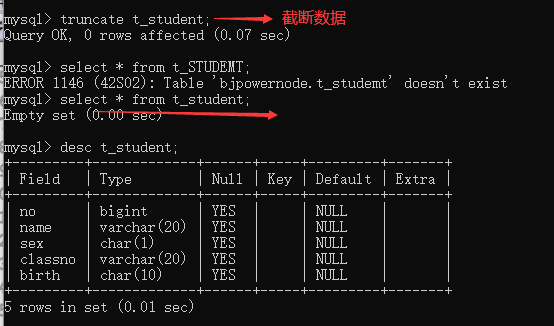 mysql> truncate t_student; 截断数据
Query OK, 0 rows affected (0.07 sec)
mysql> select * from t_STUDEMT;
ERROR 1146 (42S02): Table 'bjpowernode.t_studemt' doesn't exist
mysql> select * from t_student;
Empty set (0.00 sec)
mysql> desc t_student;
+---------+-------------+------+-----+---------+-------+
| Field | Type | Null | Key | Default | Extra |
+---------+-------------+------+-----+---------+-------+
| no | bigint | YES | | NULL | |
| name | varchar(20) | YES | | NULL | |
| sex | char(1) | YES | | NULL | |
| classno | varchar(20) | YES | | NULL | |
| birth | char(10) | YES | | NULL | |
+---------+-------------+------+-----+---------+-------+
5 rows in set (0.01 sec)